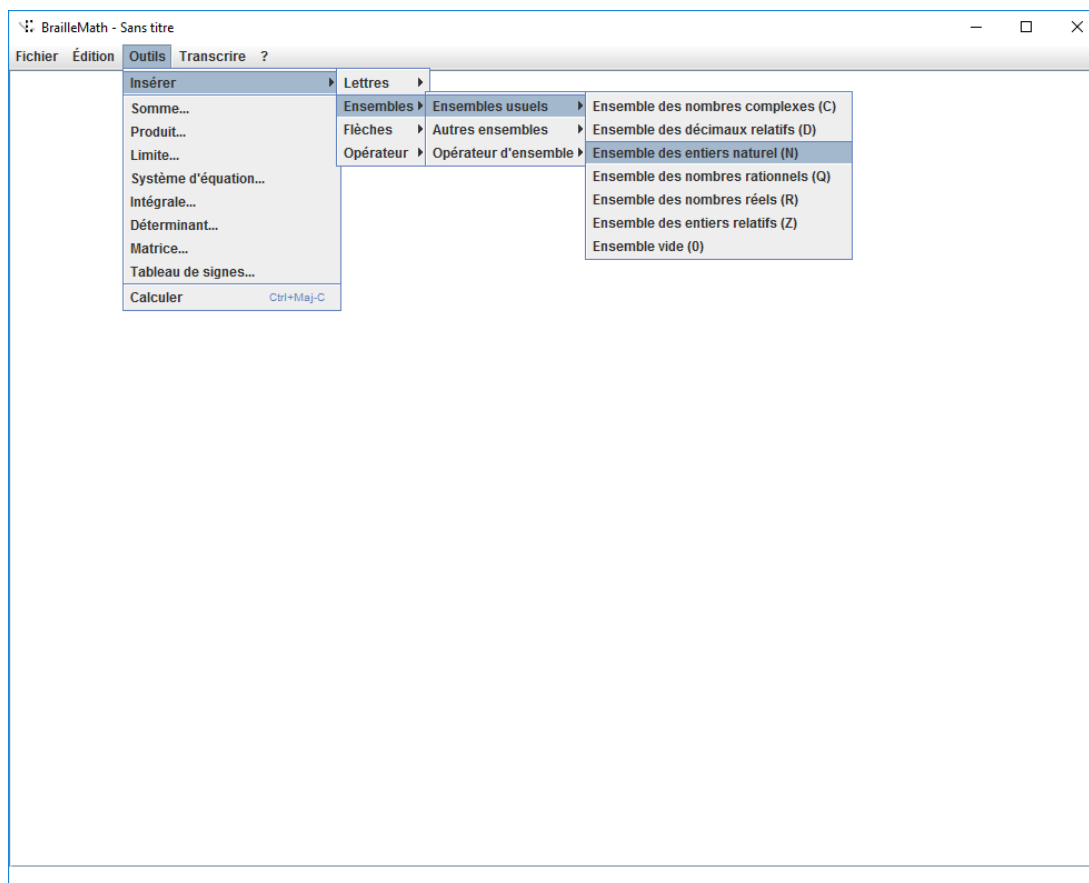 BrailleMath - Sans titre
Fichier Édition Outils Transcrire ?
Insérer
Somme...
Produit...
Limite...
Système d'équation...
Intégrale...
Déterminant...
Matrice...
Tableau de signes...
Calculer Ctrl+Maj-C
Lettres
Ensembles
Flèches
Opérateur
Ensembles usuels
Autres ensembles
Opérateur d'ensemble
Ensemble des nombres complexes (C)
Ensemble des décimaux relatifs (D)
Ensemble des entiers naturel (N)
Ensemble des nombres rationnels (Q)
Ensemble des nombres réels (R)
Ensemble des entiers relatifs (Z)
Ensemble vide (0)